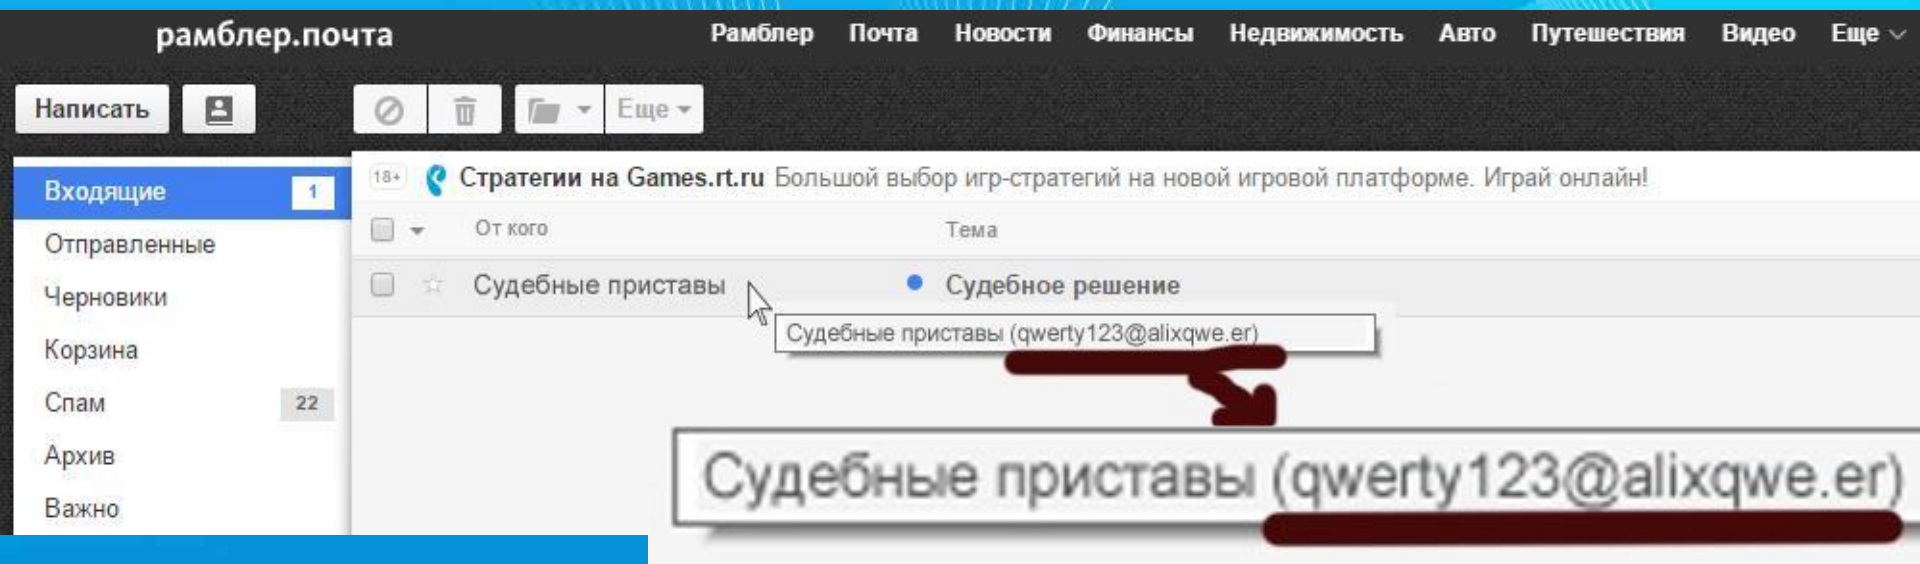 рамблер.почта
Рамблер Почта Новости Финансы Недвижимость Авто Путешествия Видео Еще
Написать
Еще
Входящие 1
18+ Стратегии на Games.rt.ru Большой выбор игр-стратегий на новой игровой платформе. Играй онлайн!
От кого Тема
Отправленные
Судебные приставы Судебное решение
Черновики
Судебные приставы (qwerty123@alixqwe.er)
Корзина
Спам 22
Архив
Судебные приставы (qwerty123@alixqwe.er)
Важно